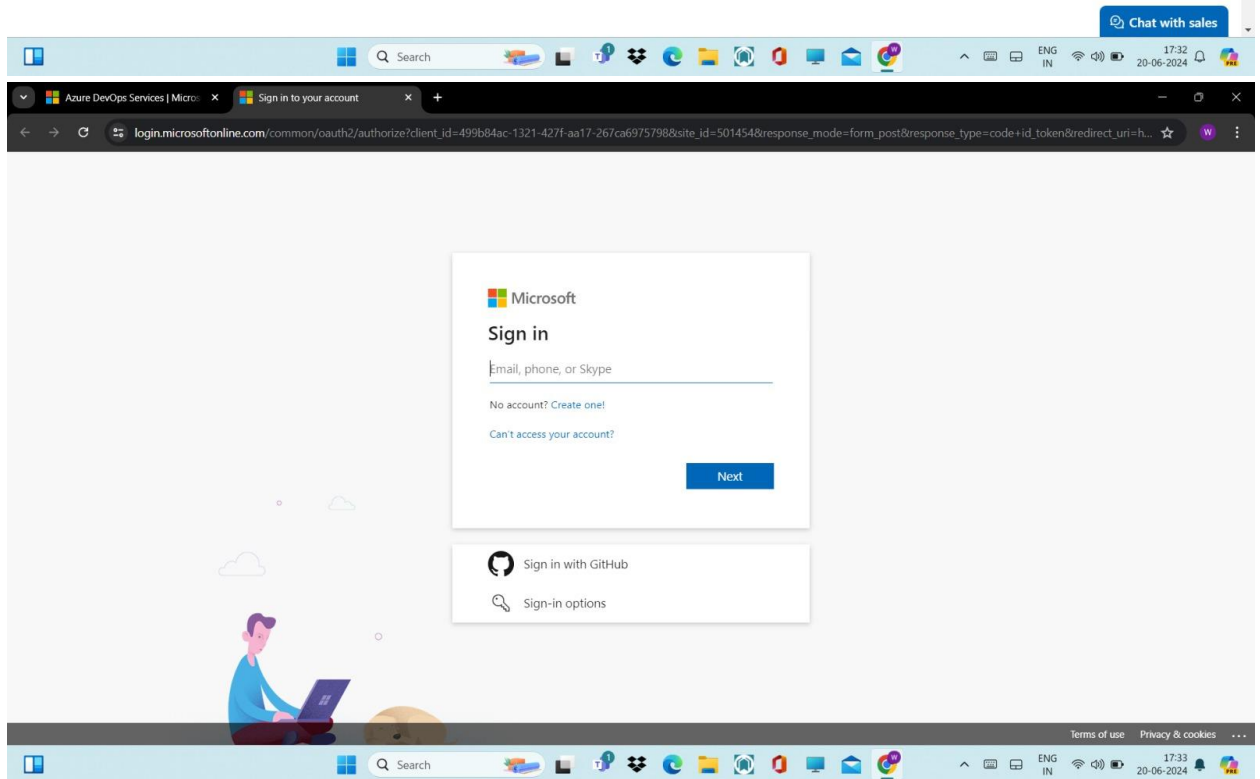 Chat with sales
Search
ENG
IN
17:32
20-06-2024
PRE
Azure DevOps Services | Micros
Sign in to your account
login.microsoftonline.com/common/oauth2/authorize?client_id=499b84ac-1321-427f-aa17-267ca6975798&site_id=501454&response_mode=form_post&response_type=code+id_token&redirect_uri=h...
W
Microsoft
Sign in
Email, phone, or Skype
No account? Create one!
Can't access your account?
Next
Sign in with GitHub
Sign-in options
Terms of use Privacy & cookies ...
Search
ENG
IN
17:33
20-06-2024
PRE